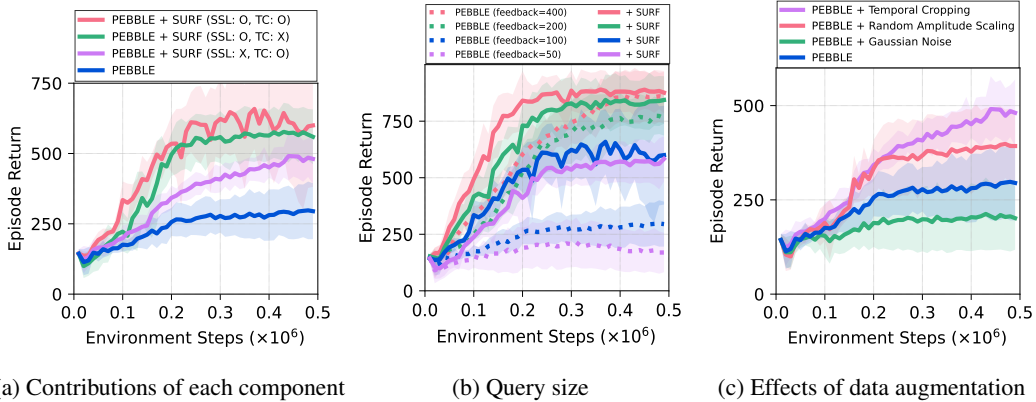 PEBBLE + SURF (SSL: O, TC: O)
PEBBLE + SURF (SSL: O, TC: X)
PEBBLE + SURF (SSL: X, TC: O)
PEBBLE
750
500
250
0
Episode Return
0.0 0.1 0.2 0.3 0.4 0.5
Environment Steps (×10⁶)
a) Contributions of each component
PEBBLE (feedback=400) + SURF
PEBBLE (feedback=200) + SURF
PEBBLE (feedback=100) + SURF
PEBBLE (feedback=50) + SURF
750
500
250
0
Episode Return
0.0 0.1 0.2 0.3 0.4 0.5
Environment Steps (×10⁶)
(b) Query size
PEBBLE + Temporal Cropping
PEBBLE + Random Amplitude Scaling
PEBBLE + Gaussian Noise
PEBBLE
500
250
0
Episode Return
0.0 0.1 0.2 0.3 0.4 0.5
Environment Steps (×10⁶)
(c) Effects of data augmentation